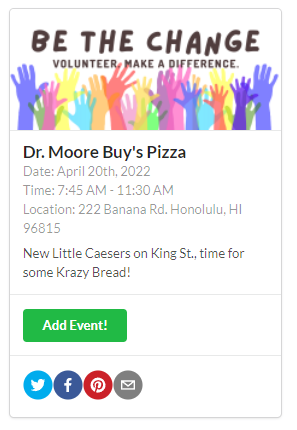 BE THE CHANGE
VOLUNTEER. MAKE A DIFFERENCE.
Dr. Moore Buy's Pizza
Date: April 20th, 2022
Time: 7:45 AM - 11:30 AM
Location: 222 Banana Rd. Honolulu, HI
96815
New Little Caesers on King St., time for
some Krazy Bread!
Add Event!